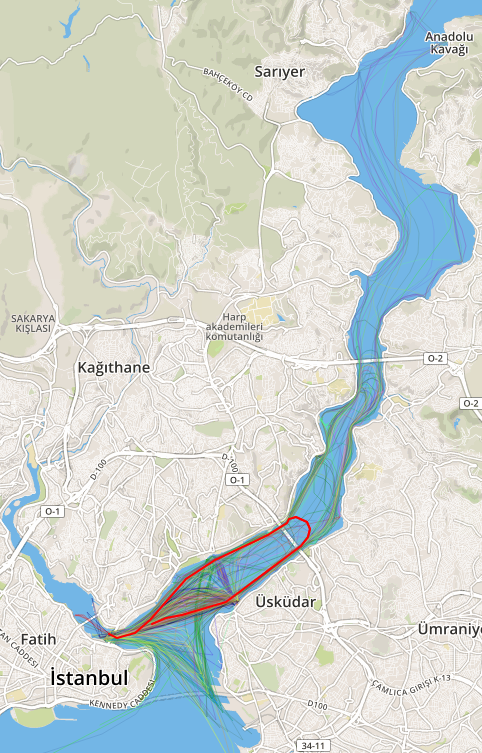 Anadolu
Kavağı
Sarıyer
BAHÇEKÖY CD
SAKARYA
KIŞLASI
Harp
akademileri
komutanlığı
Kağıthane
O-2
O-2
D-100
D-100
O-1
O-1
Üsküdar
Ümraniye
Fatih
CADDESİ
İstanbul
KENNEDY CADDESİ
ÇAMLICA GİRİŞİ K-13
D100
34-11